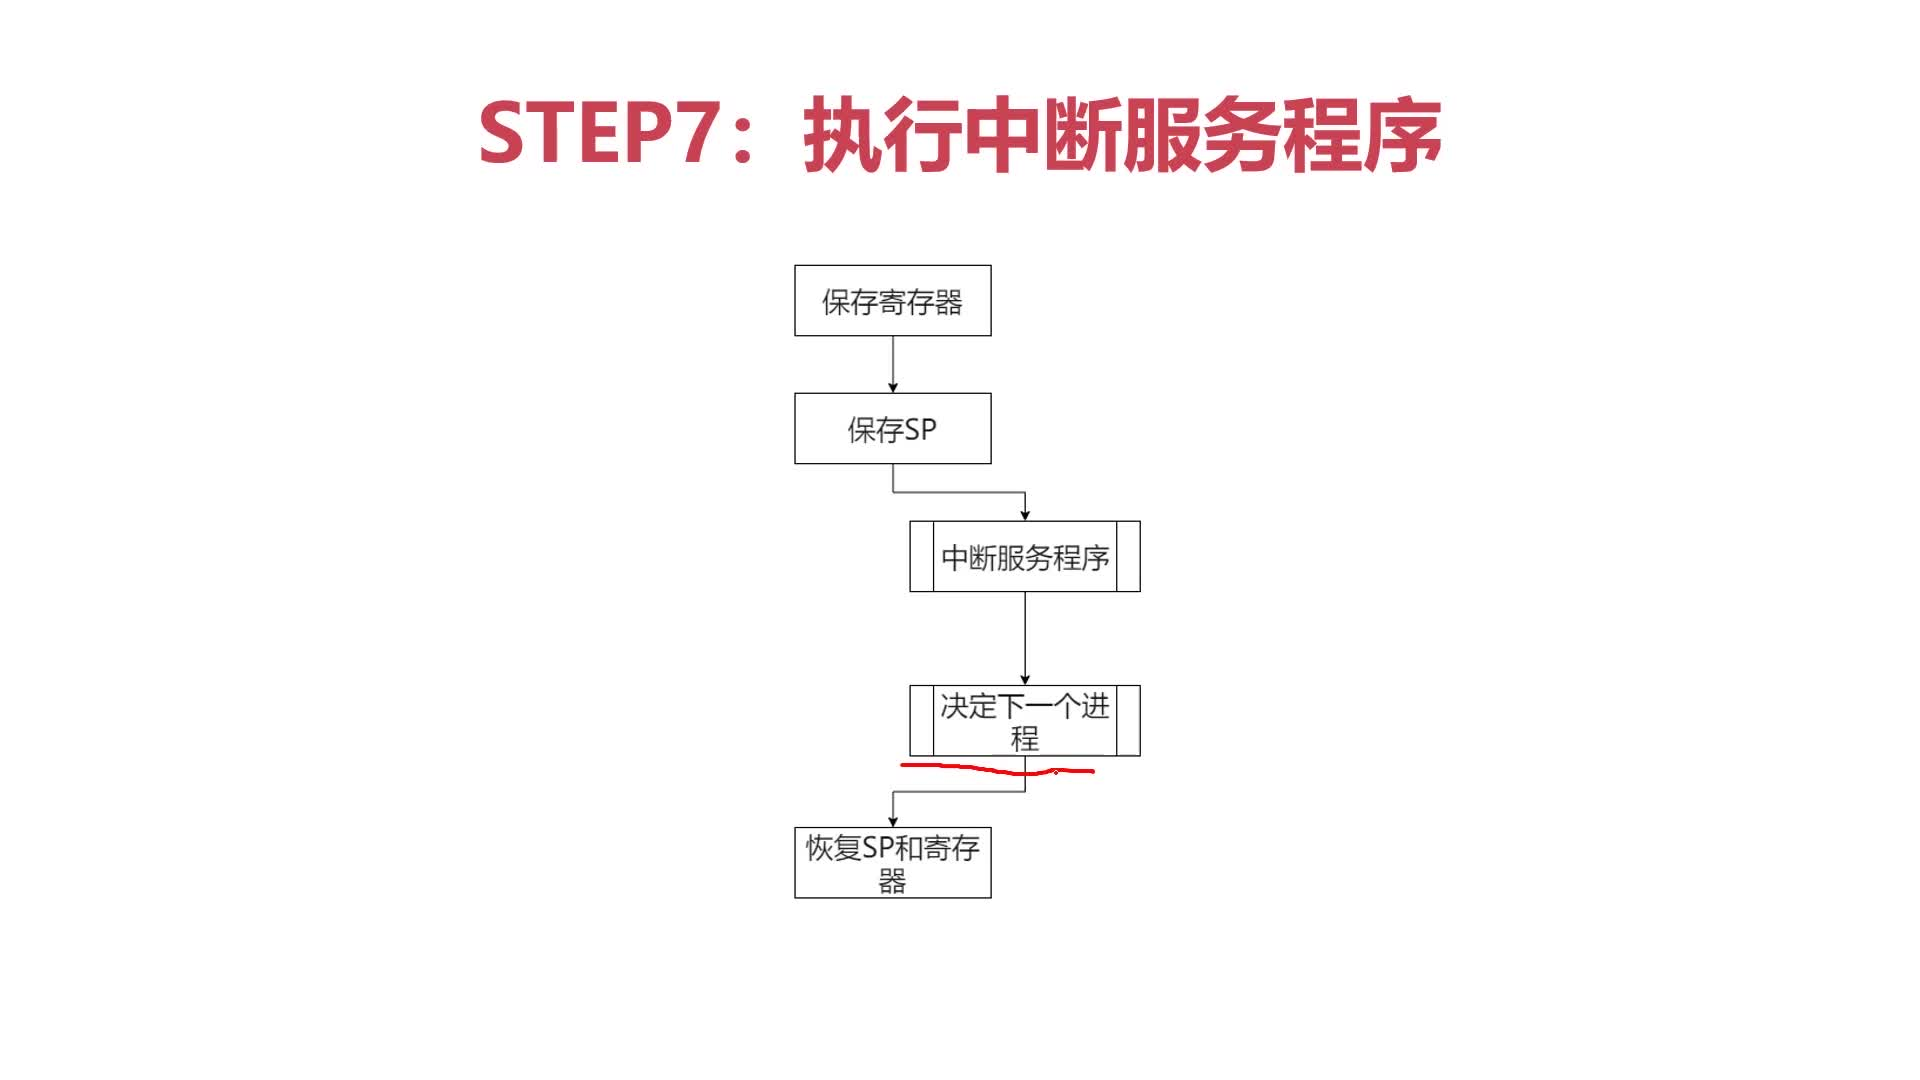 STEP7：执行中断服务程序
保存寄存器
保存SP
中断服务程序
决定下一个进
程
恢复SP和寄存
器